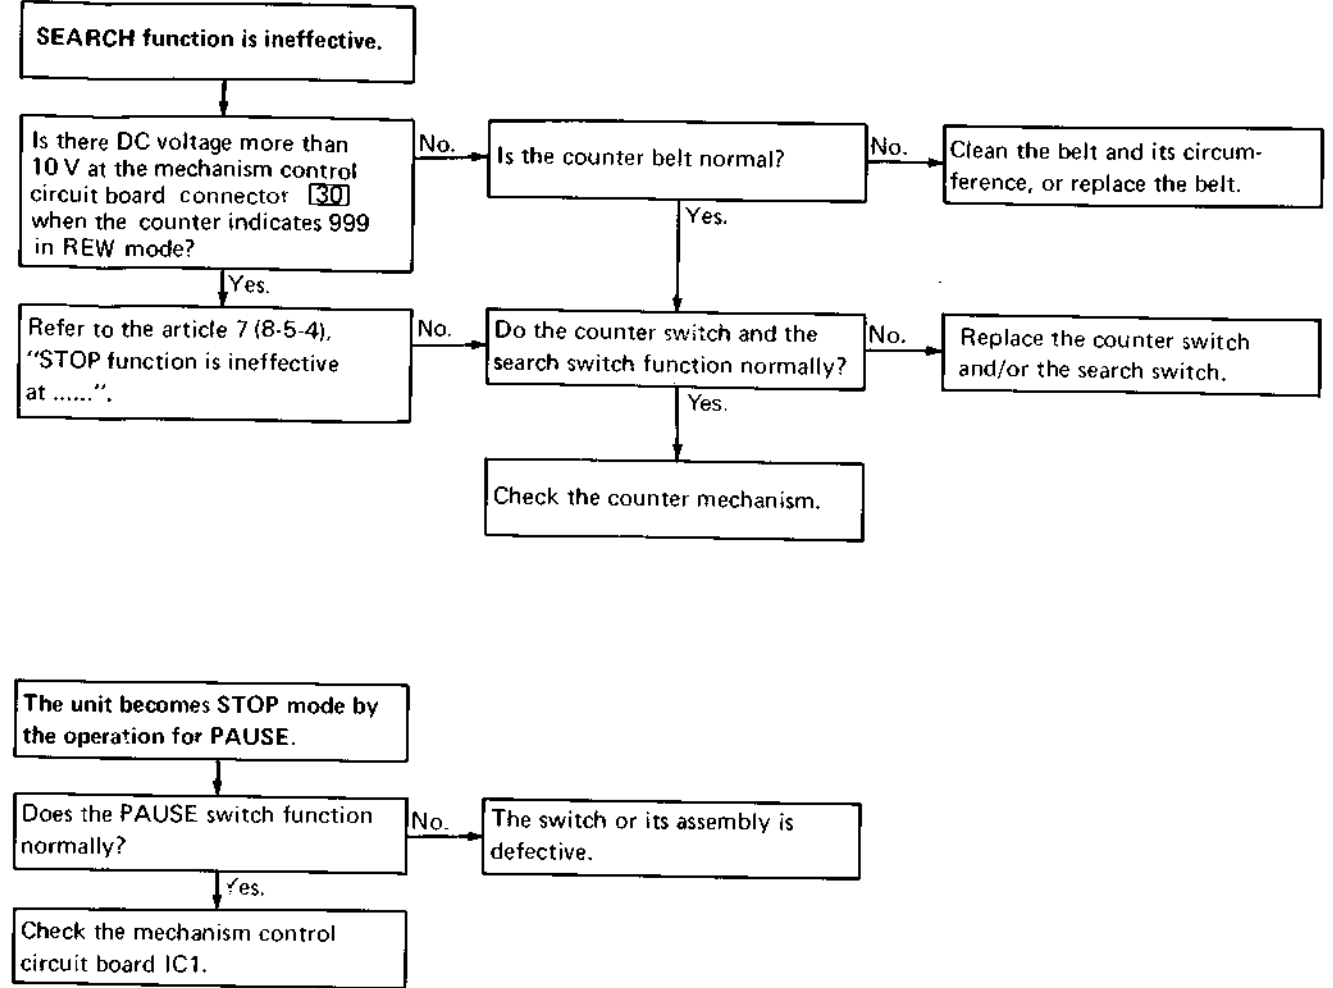 SEARCH function is ineffective.
Is there DC voltage more than
10 V at the mechanism control
circuit board connector 30
when the counter indicates 999
in REW mode?
No.
Is the counter belt normal?
No.
Clean the belt and its circum-
ference, or replace the belt.
Yes.
Yes.
Refer to the article 7 (8-5-4),
"STOP function is ineffective
at ......".
No.
Do the counter switch and the
search switch function normally?
No.
Replace the counter switch
and/or the search switch.
Yes.
Check the counter mechanism.
The unit becomes STOP mode by
the operation for PAUSE.
Does the PAUSE switch function
normally?
No.
The switch or its assembly is
defective.
Yes.
Check the mechanism control
circuit board IC1.